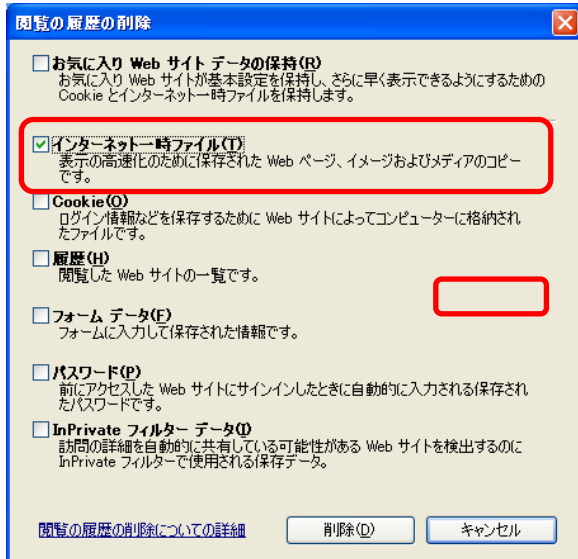 閲覧の履歴の削除
お気に入り Web サイト データの保持(R)
お気に入り Web サイトが基本設定を保持し、さらに早く表示できるようにするための
Cookie とインターネット一時ファイルを保持します。
インターネット一時ファイル(T)
表示の高速化のために保存された Web ページ、イメージおよびメディアのコピー
です。
Cookie(O)
ログイン情報などを保存するために Web サイトによってコンピューターに格納され
たファイルです。
履歴(H)
閲覧した Web サイトの一覧です。
フォーム データ(F)
フォームに入力して保存された情報です。
パスワード(P)
前にアクセスした Web サイトにサインインしたときに自動的に入力される保存され
たパスワードです。
InPrivate フィルター データ(I)
訪問の詳細を自動的に共有している可能性がある Web サイトを検出するのに
InPrivate フィルターで使用される保存データ。
閲覧の履歴の削除についての詳細
削除(D)
キャンセル